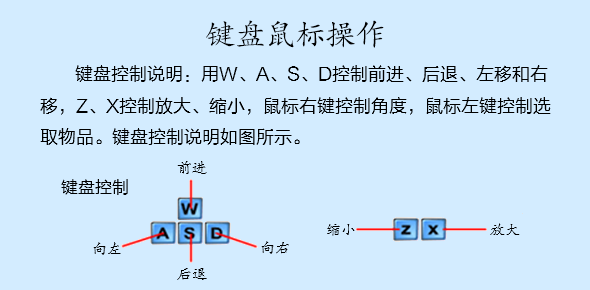 键盘鼠标操作
键盘控制说明：用W、A、S、D控制前进、后退、左移和右
移，Z、X控制放大、缩小，鼠标右键控制角度，鼠标左键控制选
取物品。键盘控制说明如图所示。
前进
键盘控制
W
向左 A S D 向右
后退
缩小 Z X 放大